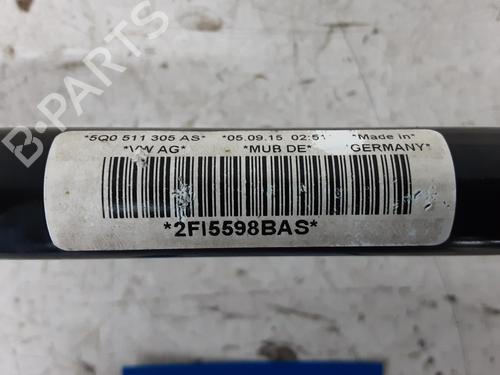 *5Q0 511 305 AS* *05.09.15 02:51 *Made in*
*VW AG* *MUB DE* GERMANY*
*2FI5598BAS*
B-PARTS